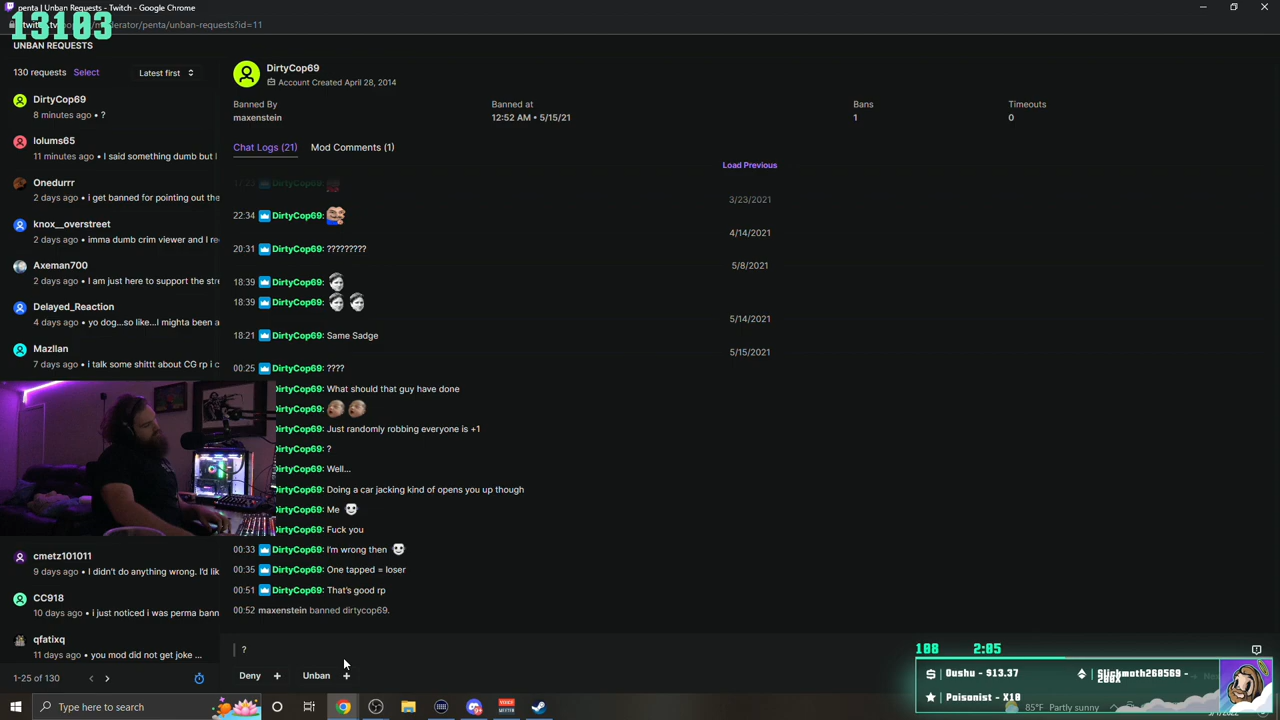 penta | Unban Requests - Twitch - Google Chrome
13103
/moderator/penta/unban-requests?id=11
UNBAN REQUESTS
130 requests Select Latest first
DirtyCop69
8 minutes ago • ?
lolums65
11 minutes ago • I said something dumb but I
Onedurrr
2 days ago • i get banned for pointing out the
knox__overstreet
2 days ago • imma dumb crim viewer and I re
Axeman700
2 days ago • I am just here to support the stre
Delayed_Reaction
4 days ago • yo dog...so like...I mighta been a
Mazllan
7 days ago • i talk some shittt about CG rp i c
cmetz101011
9 days ago • I didn't do anything wrong. I'd lik
CC918
10 days ago • i just noticed i was perma bann
qfatixq
11 days ago • you mod did not get joke ...
1-25 of 130
DirtyCop69
Account Created April 28, 2014
Banned By Banned at Bans Timeouts
maxenstein 12:52 AM • 5/15/21 1 0
Chat Logs (21) Mod Comments (1)
Load Previous
17:22 DirtyCop69:
3/23/2021
22:34 DirtyCop69:
4/14/2021
20:31 DirtyCop69: ?????????
5/8/2021
18:39 DirtyCop69:
18:39 DirtyCop69:
5/14/2021
18:21 DirtyCop69: Same Sadge
5/15/2021
00:25 DirtyCop69: ????
DirtyCop69: What should that guy have done
DirtyCop69:
DirtyCop69: Just randomly robbing everyone is +1
DirtyCop69: ?
DirtyCop69: Well...
DirtyCop69: Doing a car jacking kind of opens you up though
DirtyCop69: Me
DirtyCop69: Fuck you
00:33 DirtyCop69: I'm wrong then
00:35 DirtyCop69: One tapped = loser
00:51 DirtyCop69: That's good rp
00:52 maxenstein banned dirtycop69.
?
Deny + Unban +
108 2:05
Oushu - $13.37
Poisonist - X18
Type here to search
85°F Partly sunny